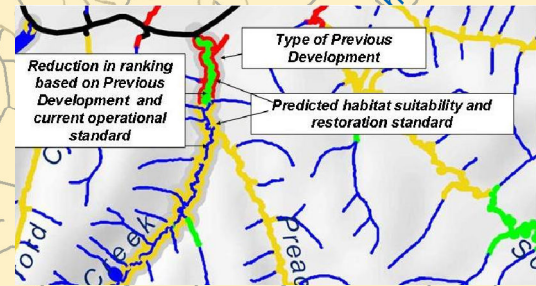 Type of Previous
Development
Reduction in ranking
based on Previous
Development and
current operational
standard
Predicted habitat suitability and
restoration standard
Creek